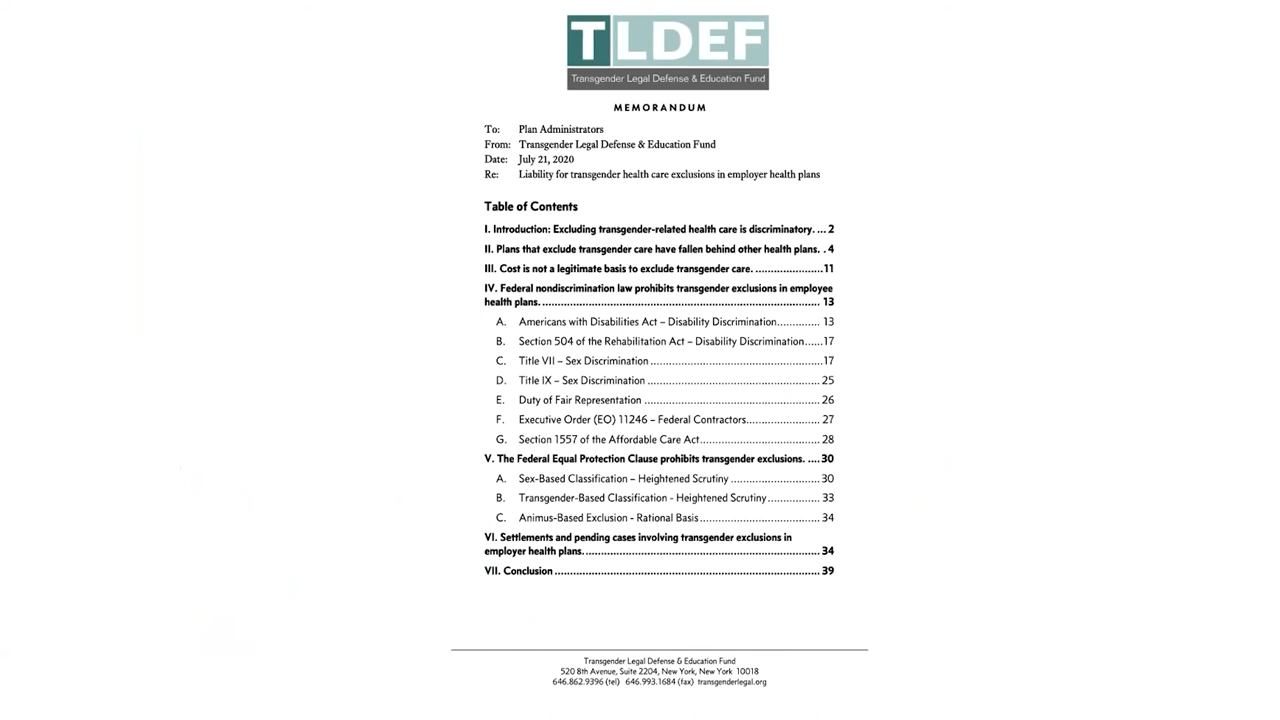 TLDEF
Transgender Legal Defense & Education Fund
MEMORANDUM
To: Plan Administrators
From: Transgender Legal Defense & Education Fund
Date: July 21, 2020
Re: Liability for transgender health care exclusions in employer health plans
Table of Contents
I. Introduction: Excluding transgender-related health care is discriminatory. ... 2
II. Plans that exclude transgender care have fallen behind other health plans. . 4
III. Cost is not a legitimate basis to exclude transgender care. ......................11
IV. Federal nondiscrimination law prohibits transgender exclusions in employee
health plans. .................................................................................... 13
A. Americans with Disabilities Act – Disability Discrimination............. 13
B. Section 504 of the Rehabilitation Act – Disability Discrimination......17
C. Title VII – Sex Discrimination .....................................................17
D. Title IX – Sex Discrimination ..................................................... 25
E. Duty of Fair Representation ...................................................... 26
F. Executive Order (EO) 11246 – Federal Contractors...................... 27
G. Section 1557 of the Affordable Care Act..................................... 28
V. The Federal Equal Protection Clause prohibits transgender exclusions. ....30
A. Sex-Based Classification – Heightened Scrutiny ........................... 30
B. Transgender-Based Classification - Heightened Scrutiny................ 33
C. Animus-Based Exclusion - Rational Basis..................................... 34
VI. Settlements and pending cases involving transgender exclusions in
employer health plans........................................................................ 34
VII. Conclusion ................................................................................. 39
Transgender Legal Defense & Education Fund
520 8th Avenue, Suite 2204, New York, New York 10018
646.862.9396 (tel) 646.993.1684 (fax) transgenderlegal.org